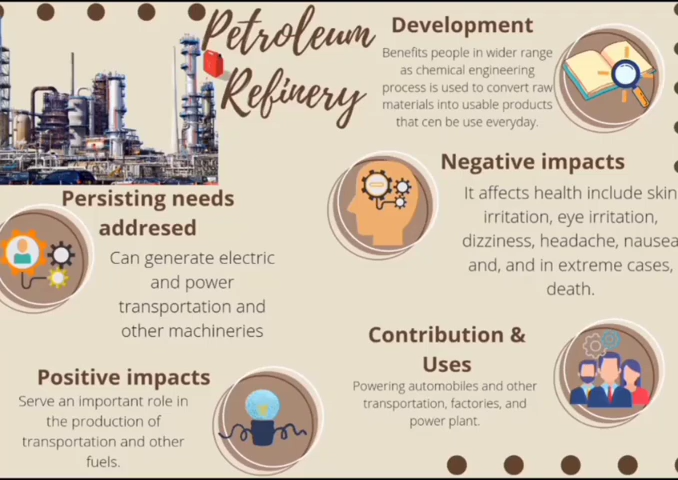 Petroleum
Refinery
Development
Benefits people in wider range
as chemical engineering
process is used to convert raw
materials into usable products
that cen be use everyday.
Negative impacts
It affects health include skin
irritation, eye irritation,
dizziness, headache, nausea
and, and in extreme cases,
death.
Persisting needs
addresed
Can generate electric
and power
transportation and
other machineries
Contribution &
Uses
Powering automobiles and other
transportation, factories, and
power plant.
Positive impacts
Serve an important role in
the production of
transportation and other
fuels.